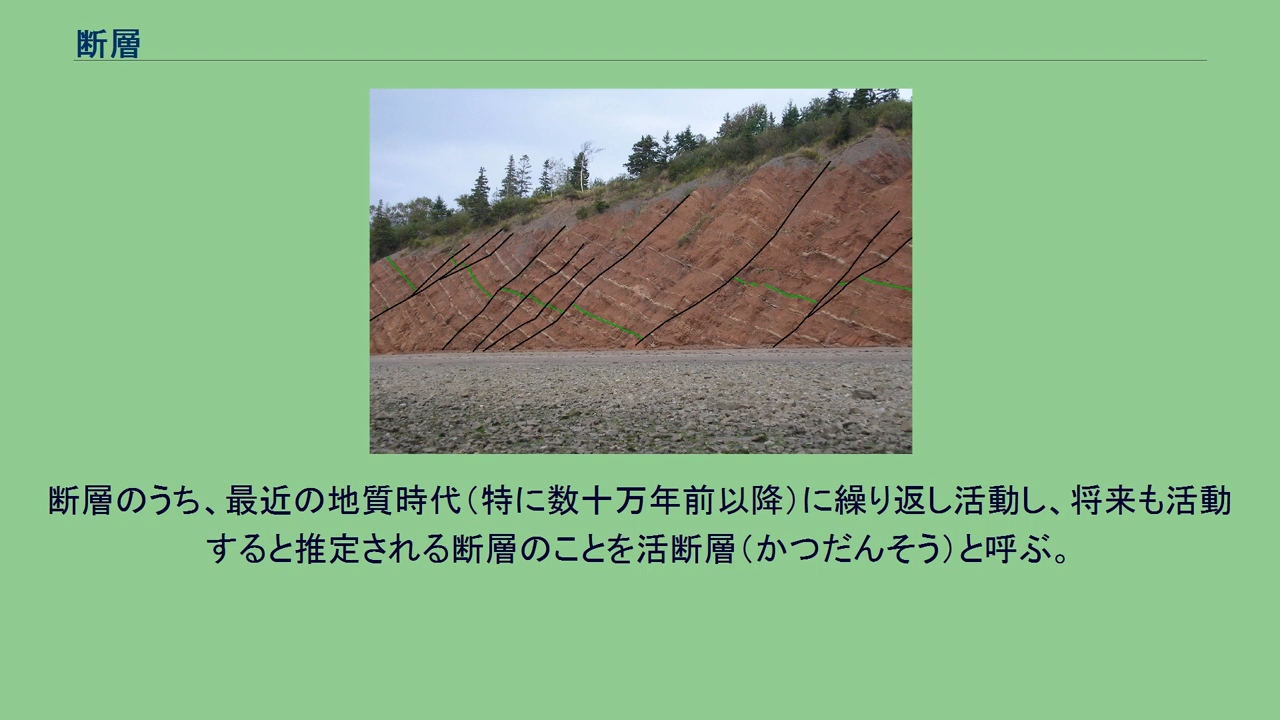 断層
断層のうち、最近の地質時代（特に数十万年前以降）に繰り返し活動し、将来も活動
すると推定される断層のことを活断層（かつだんそう）と呼ぶ。